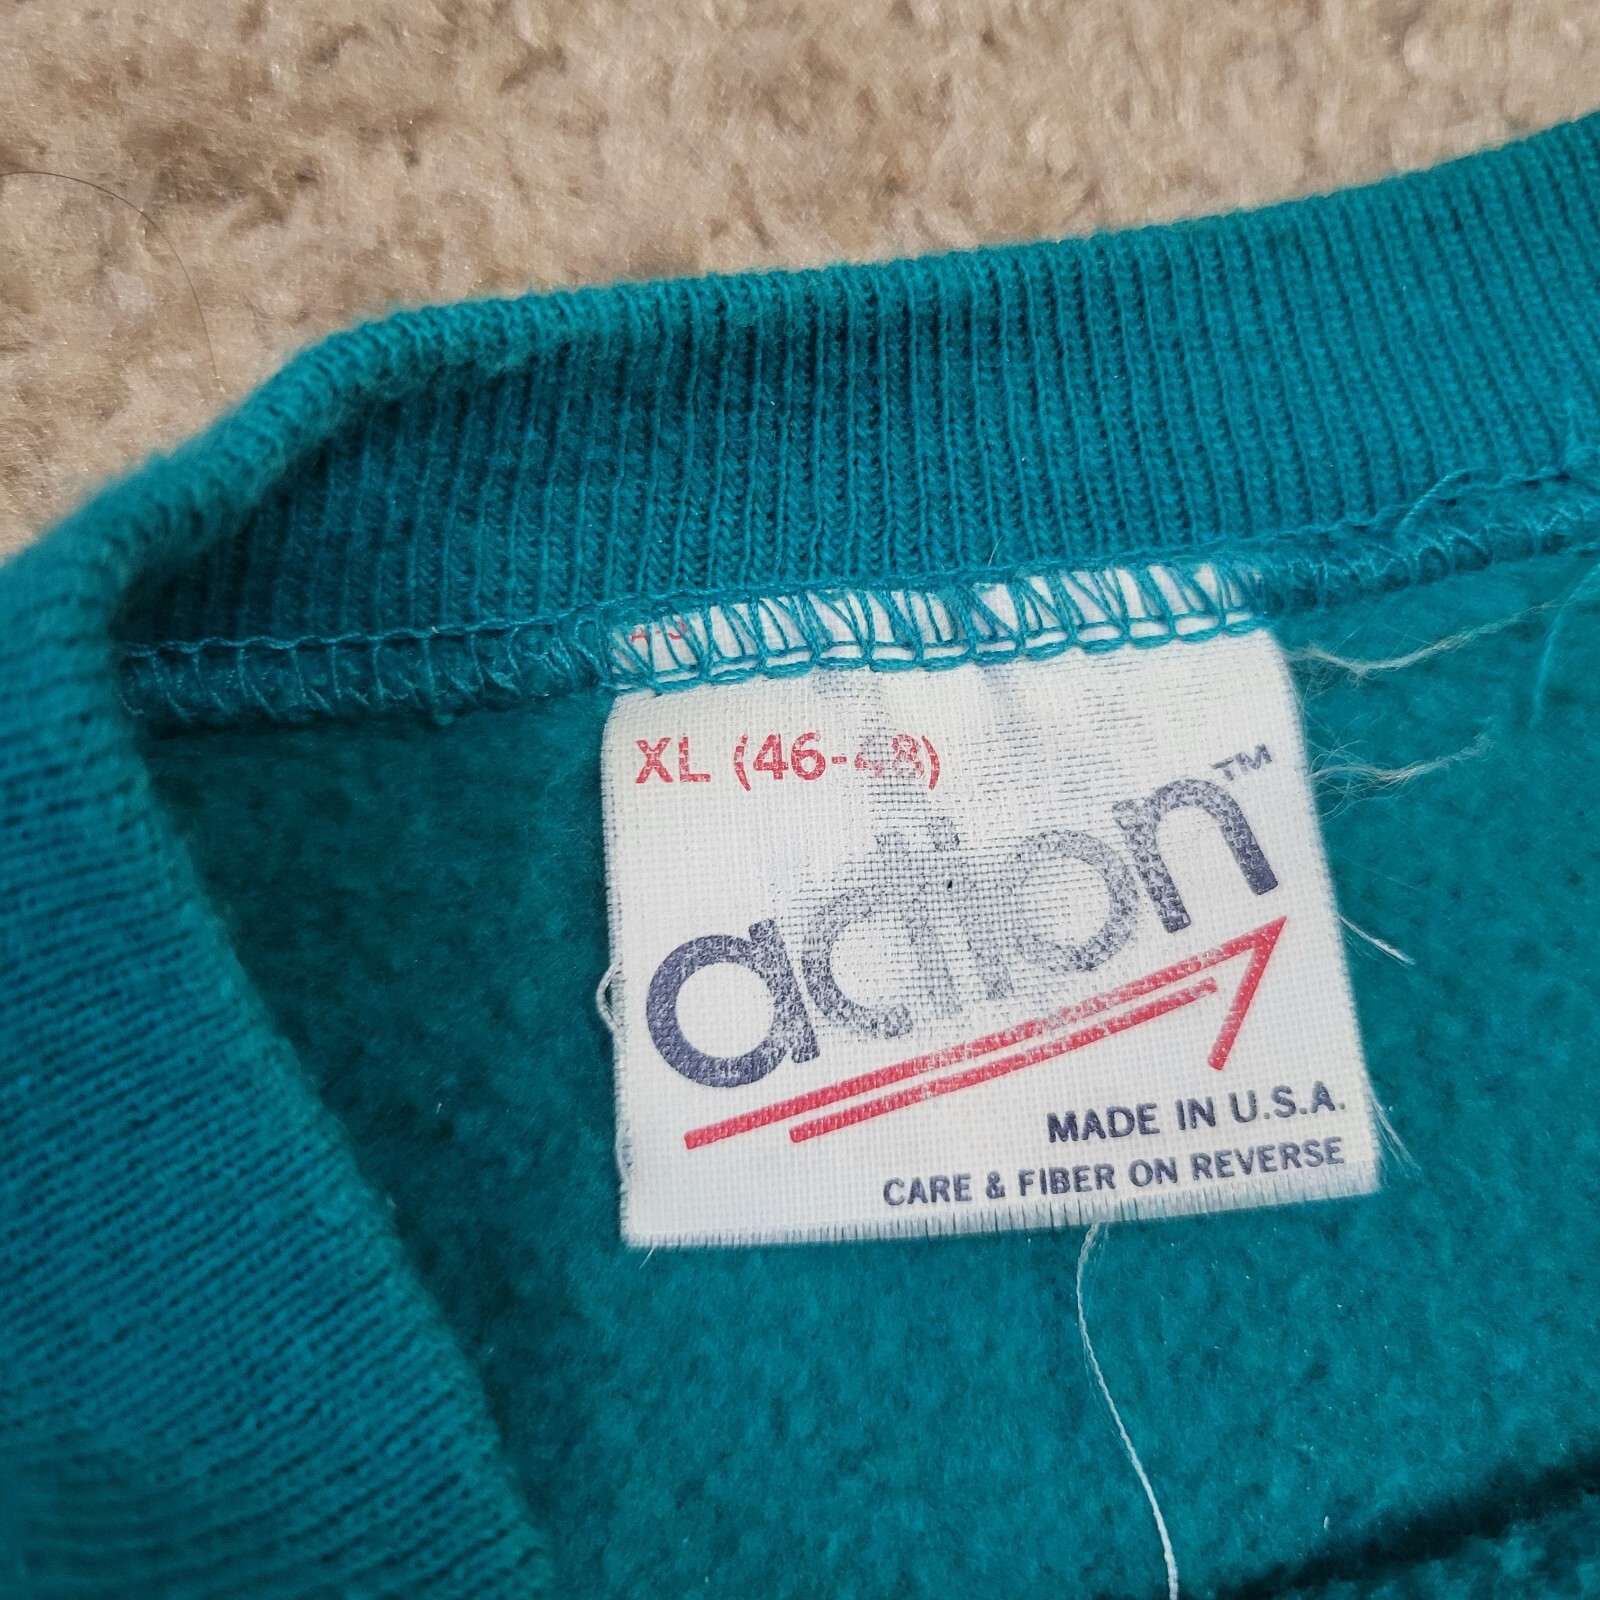 XL (46-48)
action™
MADE IN U.S.A.
CARE & FIBER ON REVERSE